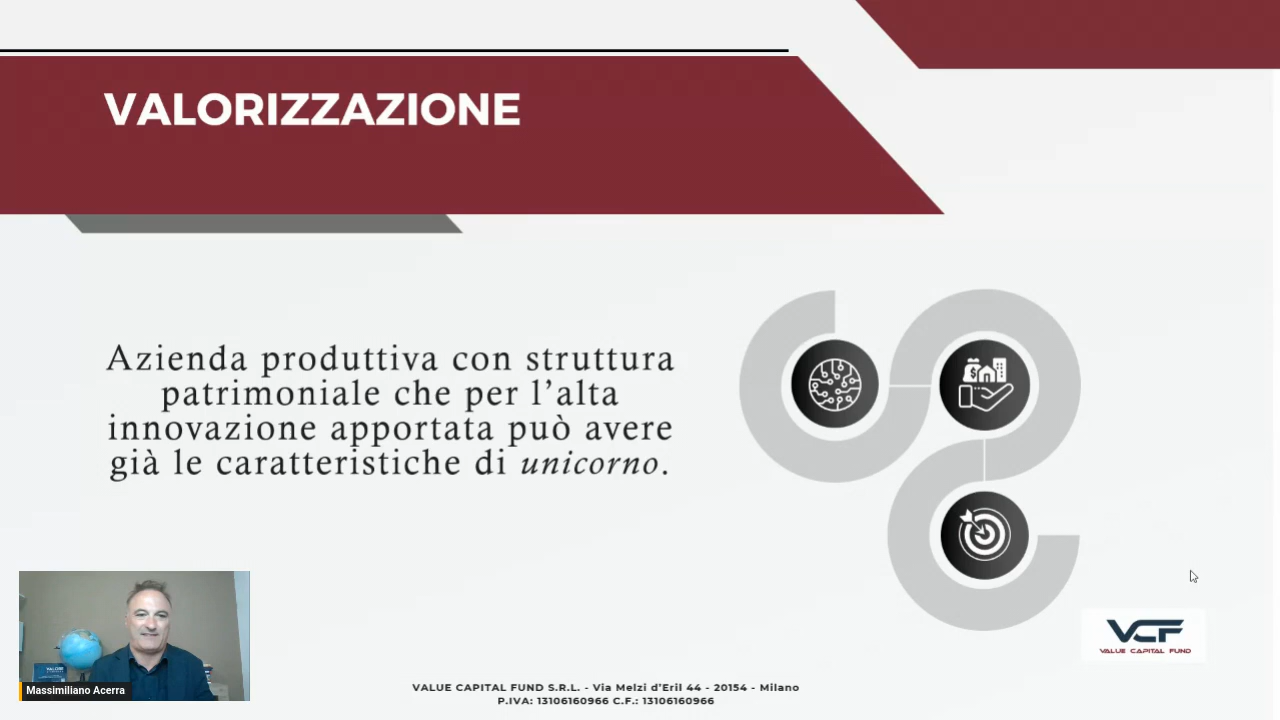 VALORIZZAZIONE
Azienda produttiva con struttura
patrimoniale che per l’alta
innovazione apportata può avere
già le caratteristiche di unicorno.
VCF
VALUE CAPITAL FUND
VALORE
Massimiliano Acerra
VALUE CAPITAL FUND S.R.L. - Via Melzi d’Eril 44 - 20154 - Milano
P.IVA: 13106160966 C.F.: 13106160966